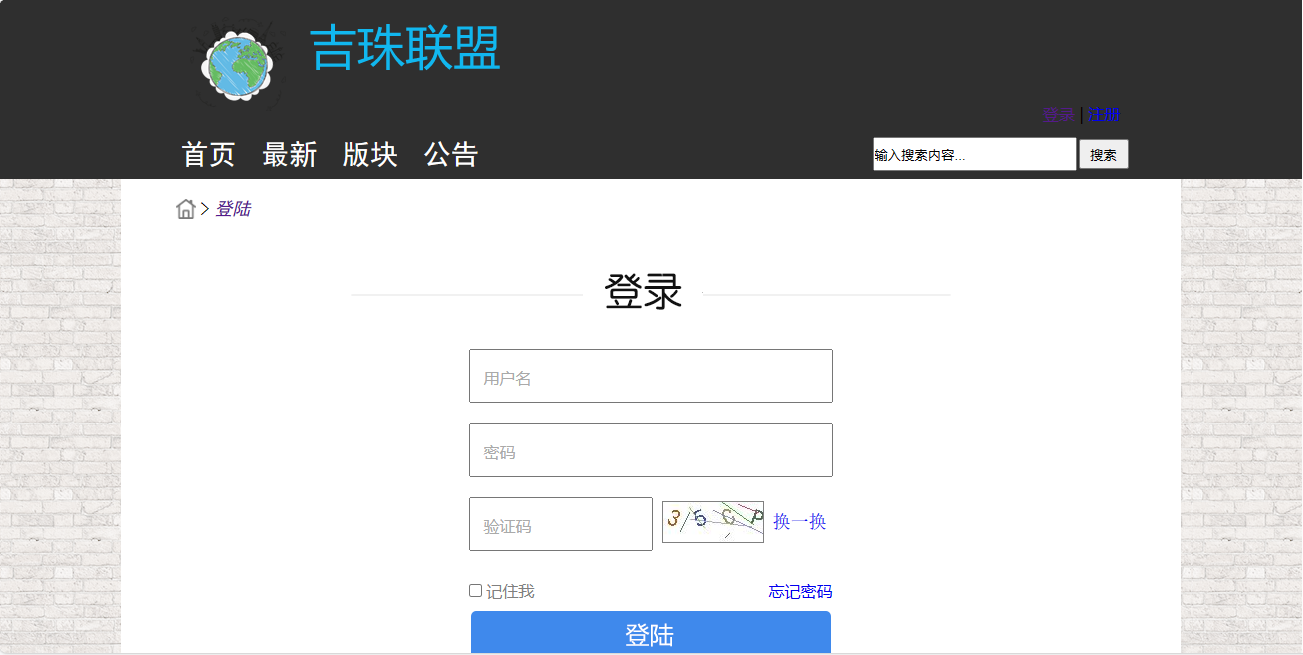 吉珠联盟
登录 | 注册
首页 最新 版块 公告
输入搜索内容... 搜索
登陆
登录
用户名
密码
验证码 3 5 G P 换一换
记住我 忘记密码
登陆